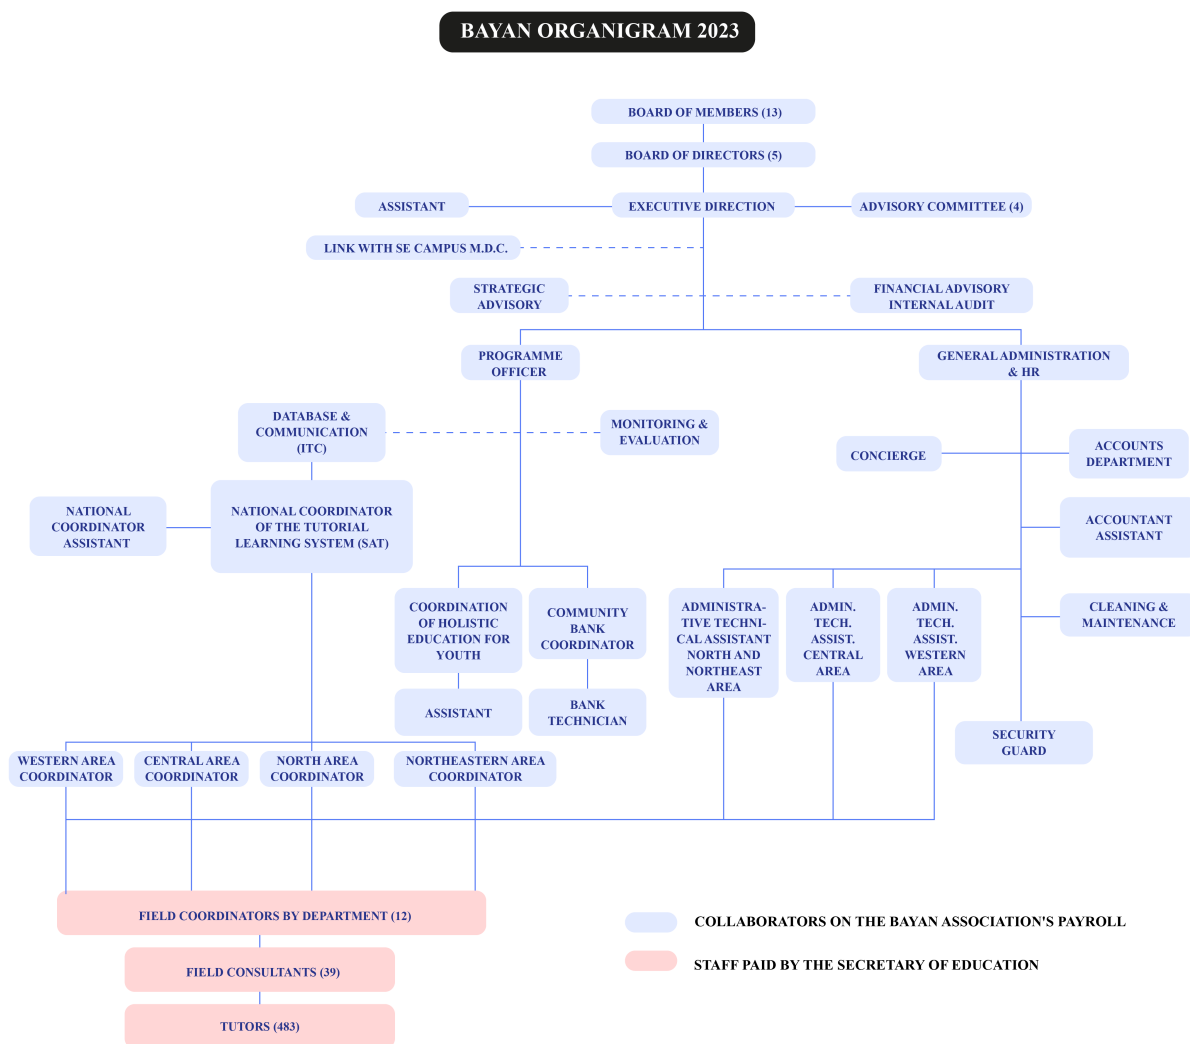 BAYAN ORGANIGRAM 2023
BOARD OF MEMBERS (13)
BOARD OF DIRECTORS (5)
ASSISTANT
EXECUTIVE DIRECTION
ADVISORY COMMITTEE (4)
LINK WITH SE CAMPUS M.D.C.
STRATEGIC
ADVISORY
FINANCIAL ADVISORY
INTERNAL AUDIT
PROGRAMME
OFFICER
GENERAL ADMINISTRATION
& HR
DATABASE &
COMMUNICATION
(ITC)
MONITORING &
EVALUATION
CONCIERGE
ACCOUNTS
DEPARTMENT
NATIONAL
COORDINATOR
ASSISTANT
NATIONAL COORDINATOR
OF THE TUTORIAL
LEARNING SYSTEM (SAT)
ACCOUNTANT
ASSISTANT
COORDINATION
OF HOLISTIC
EDUCATION FOR
YOUTH
COMMUNITY
BANK
COORDINATOR
ADMINISTRA-
TIVE TECHNI-
CAL ASSISTANT
NORTH AND
NORTHEAST
AREA
ADMIN.
TECH.
ASSIST.
CENTRAL
AREA
ADMIN.
TECH.
ASSIST.
WESTERN
AREA
CLEANING &
MAINTENANCE
ASSISTANT
BANK
TECHNICIAN
SECURITY
GUARD
WESTERN AREA
COORDINATOR
CENTRAL AREA
COORDINATOR
NORTH AREA
COORDINATOR
NORTHEASTERN AREA
COORDINATOR
FIELD COORDINATORS BY DEPARTMENT (12)
FIELD CONSULTANTS (39)
TUTORS (483)
COLLABORATORS ON THE BAYAN ASSOCIATION'S PAYROLL
STAFF PAID BY THE SECRETARY OF EDUCATION